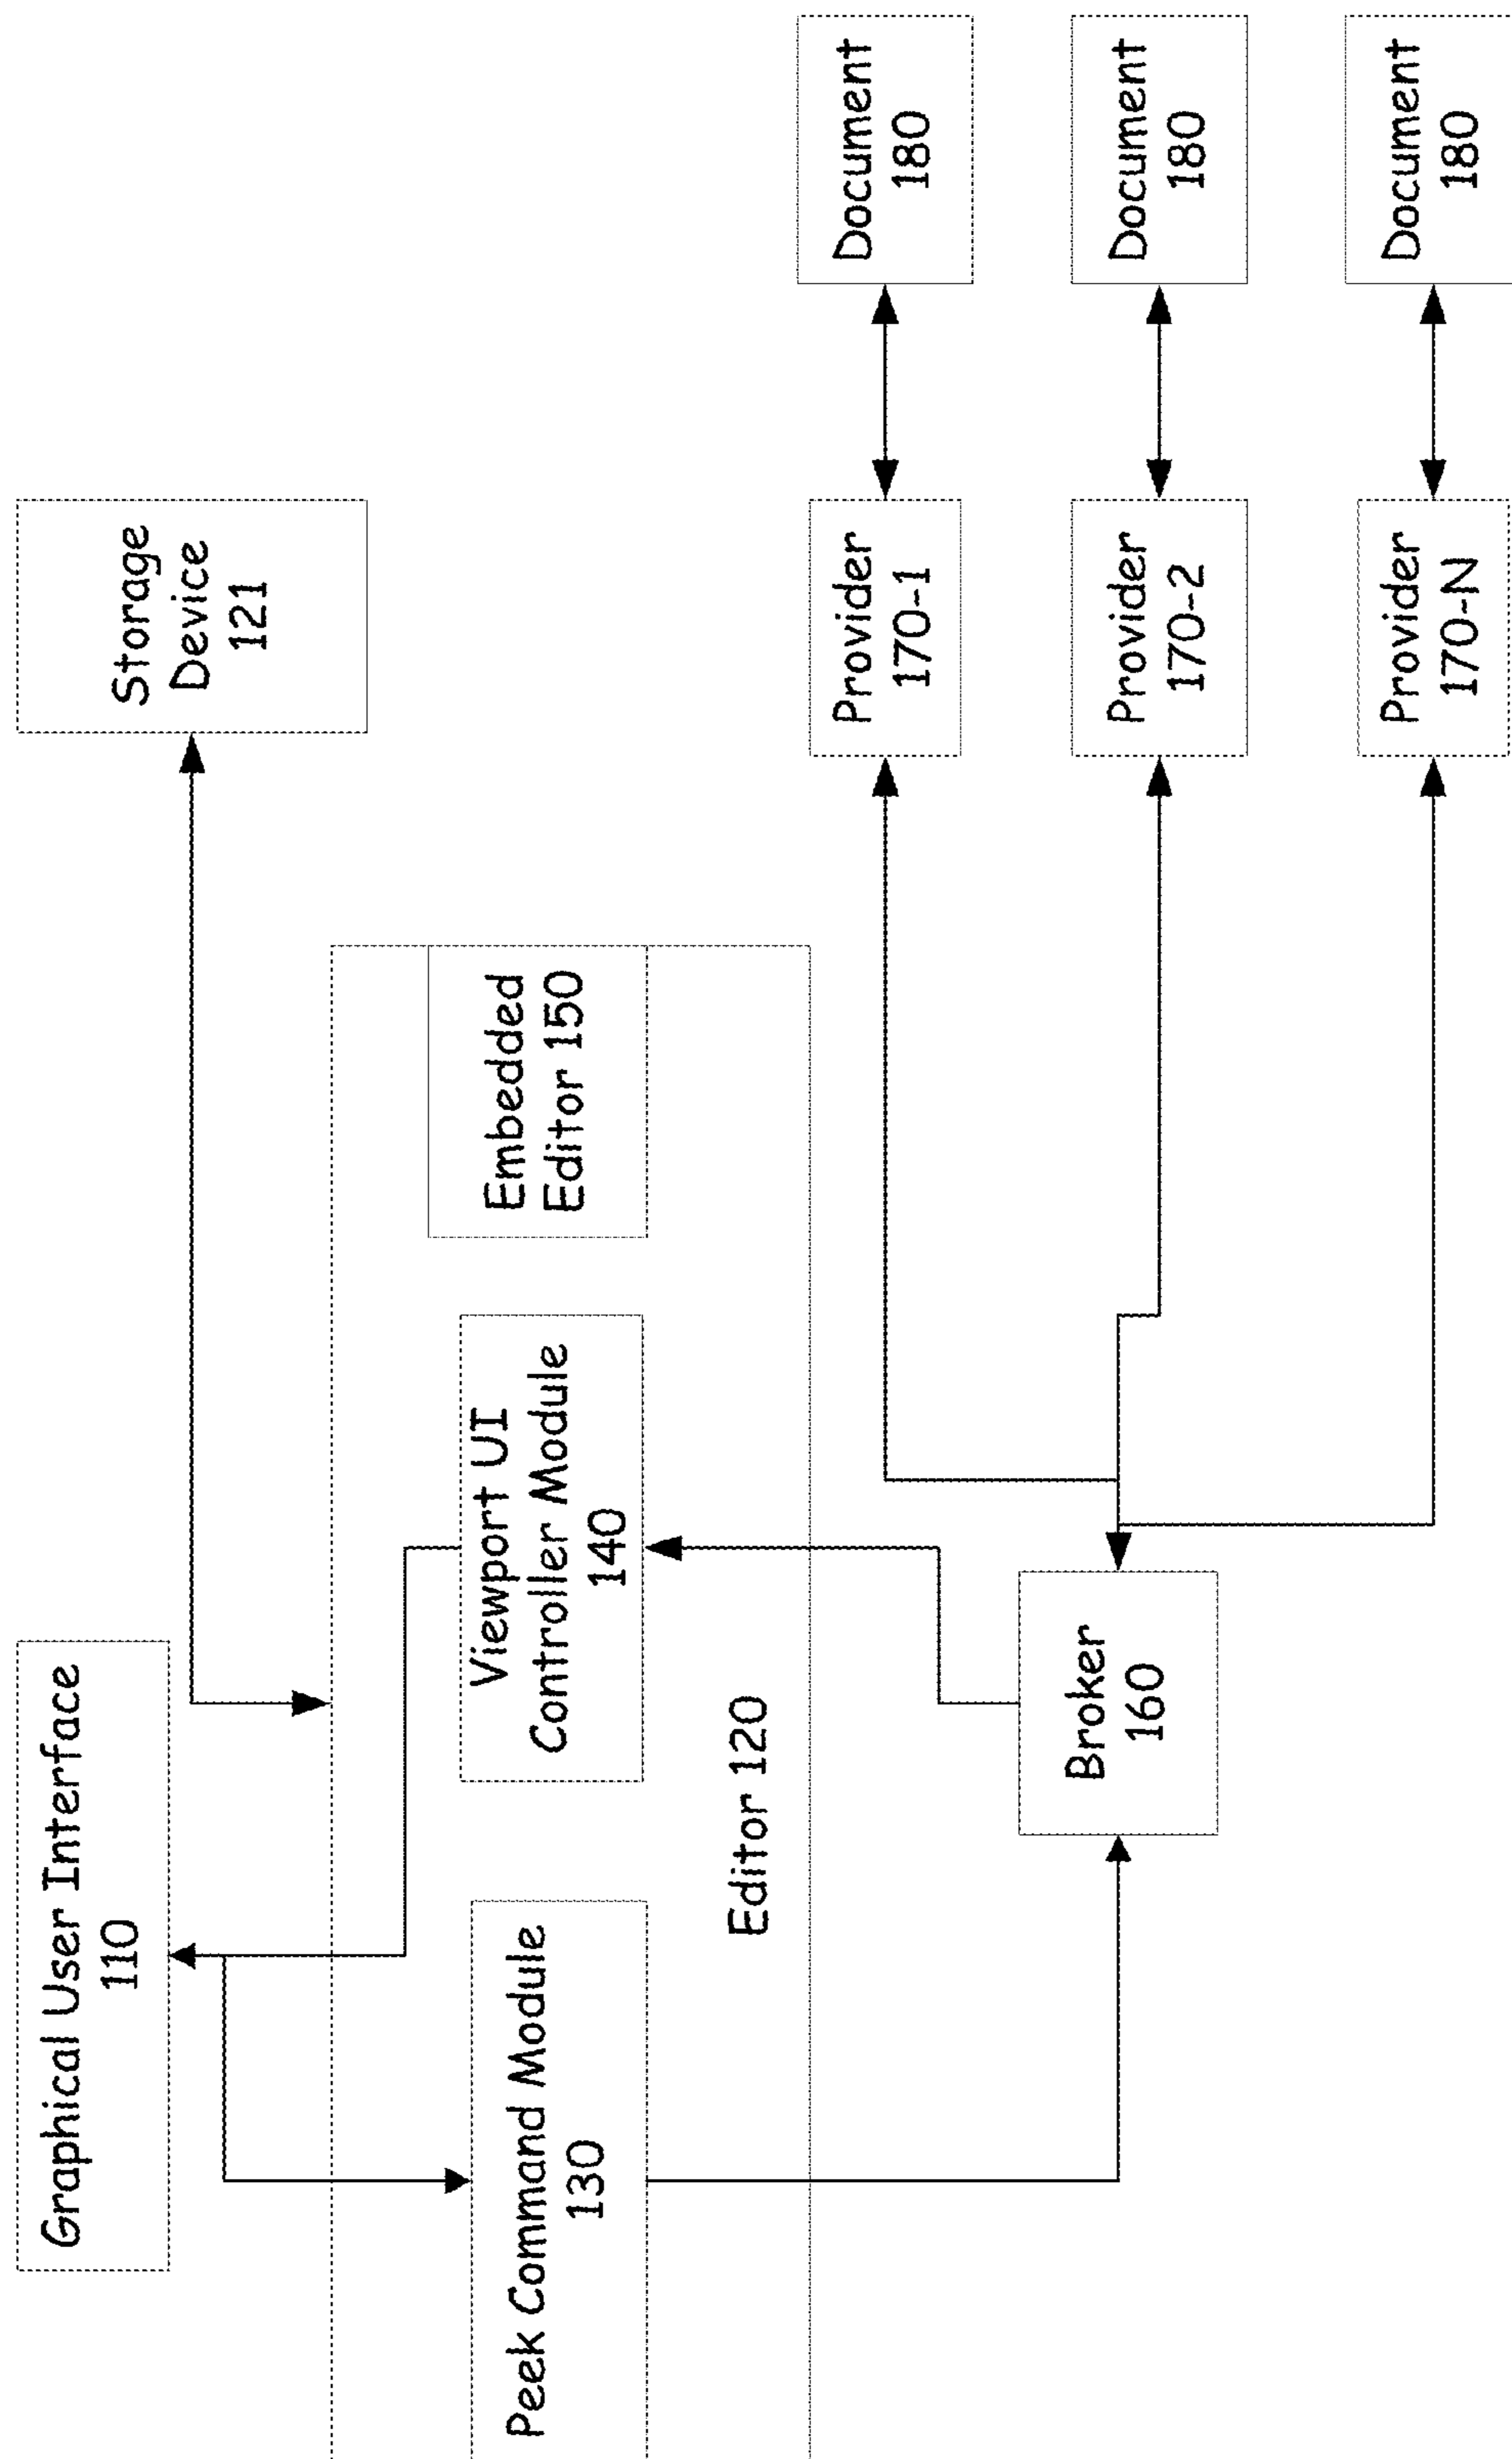 Graphical User Interface
110
Storage
Device
121
Peek Command Module
130
Viewport UI
Controller Module
140
Embedded
Editor 150
Editor 120
Broker
160
Provider
170-1
Document
180
Provider
170-2
Document
180
Provider
170-N
Document
180